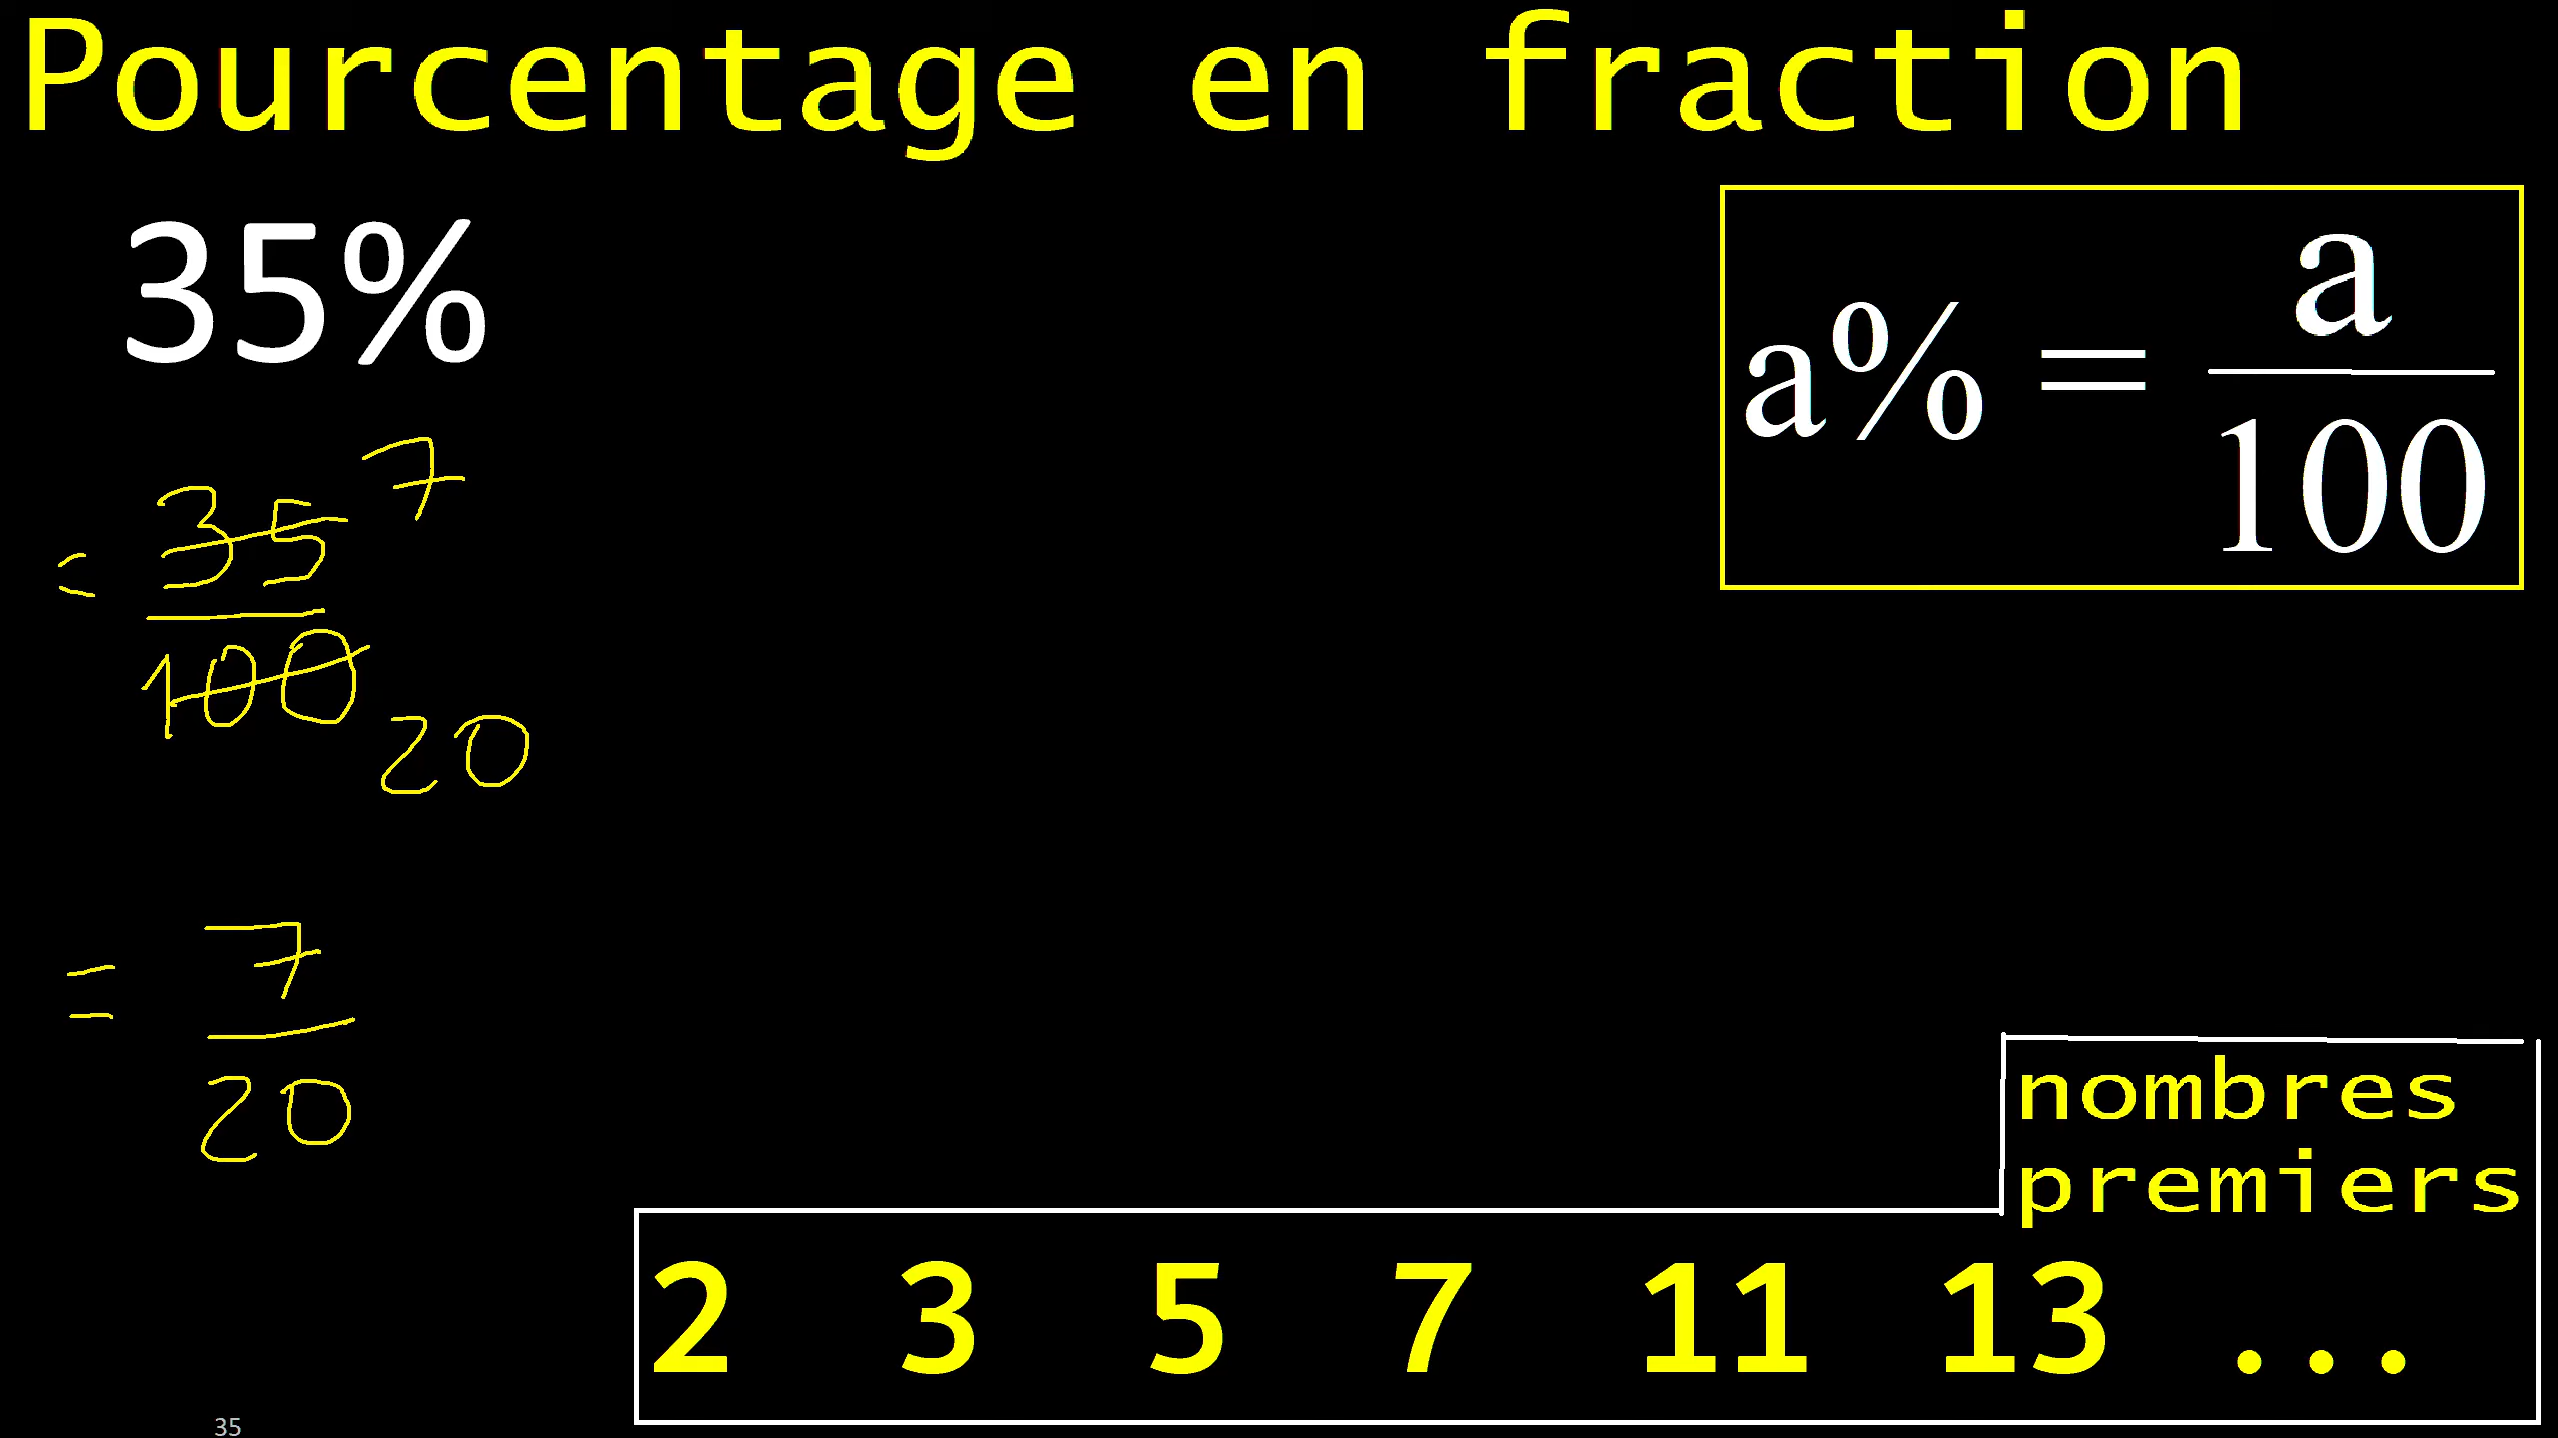 Pourcentage en fraction
35%
a% = a/100
= 35/100 7 20
= 7/20
nombres
premiers
2 3 5 7 11 13 ...
35